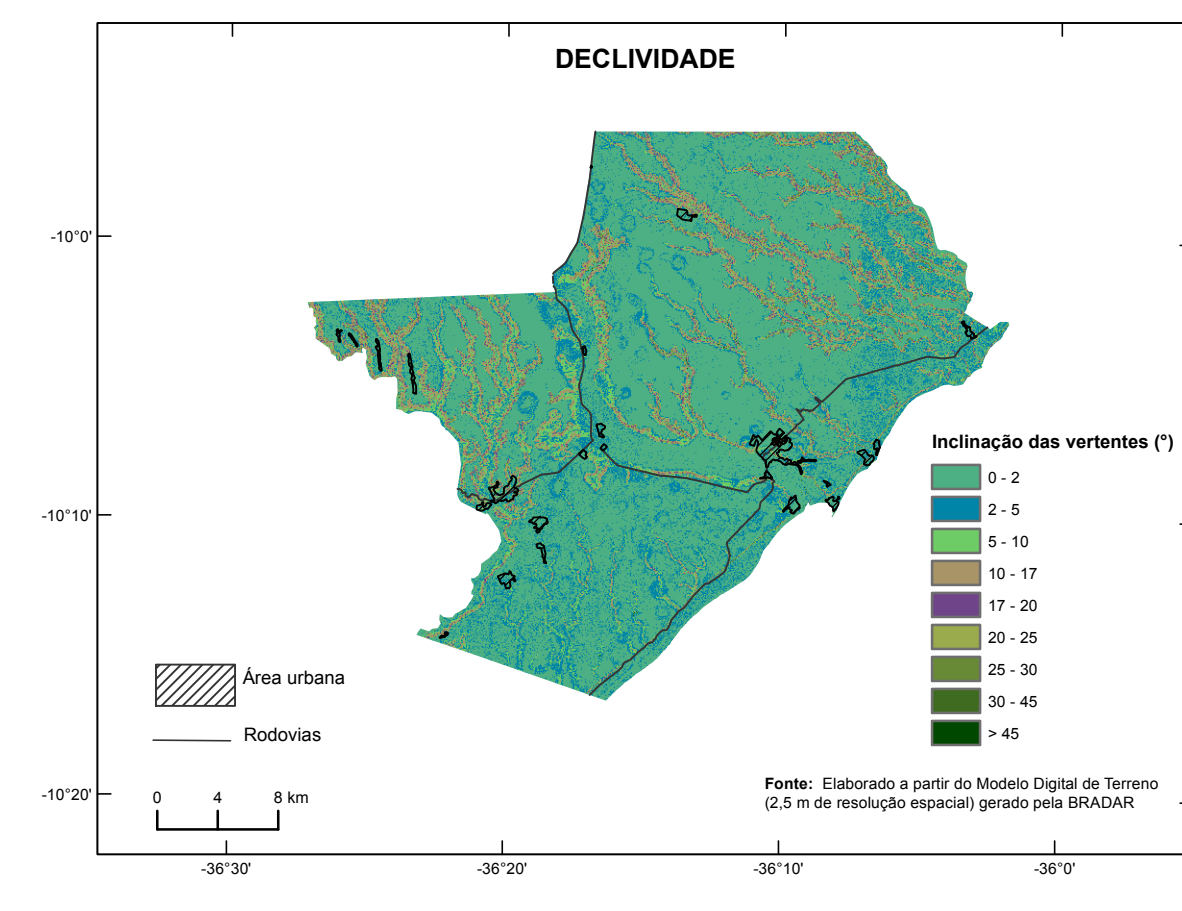 DECLIVIDADE
-10°0'
-10°10'
-10°20'
Inclinação das vertentes (°)
0 - 2
2 - 5
5 - 10
10 - 17
17 - 20
20 - 25
25 - 30
30 - 45
> 45
Área urbana
Rodovias
0 4 8 km
Fonte: Elaborado a partir do Modelo Digital de Terreno
(2,5 m de resolução espacial) gerado pela BRADAR
-36°30' -36°20' -36°10' -36°0'